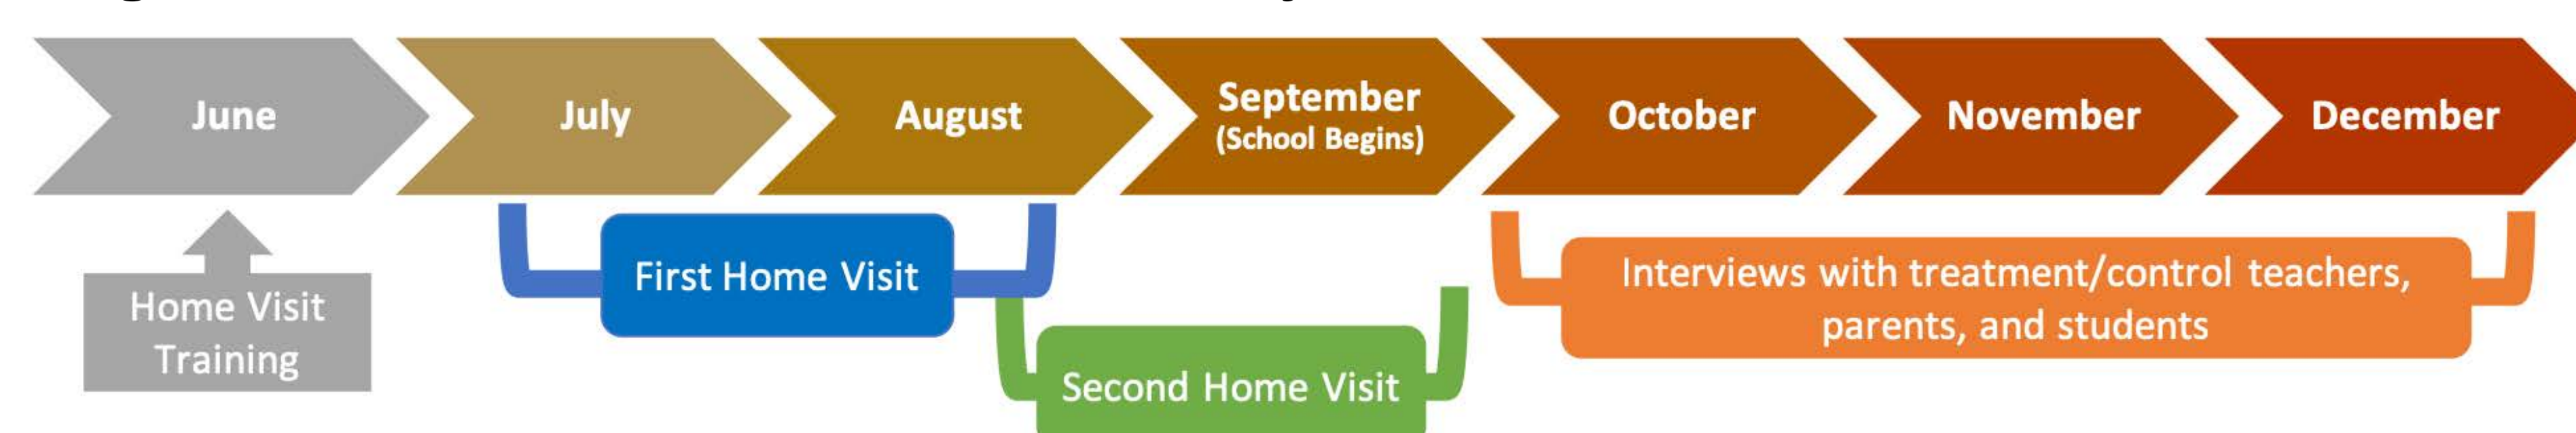 June
July
August
September
(School Begins)
October
November
December
Home Visit
Training
First Home Visit
Second Home Visit
Interviews with treatment/control teachers,
parents, and students